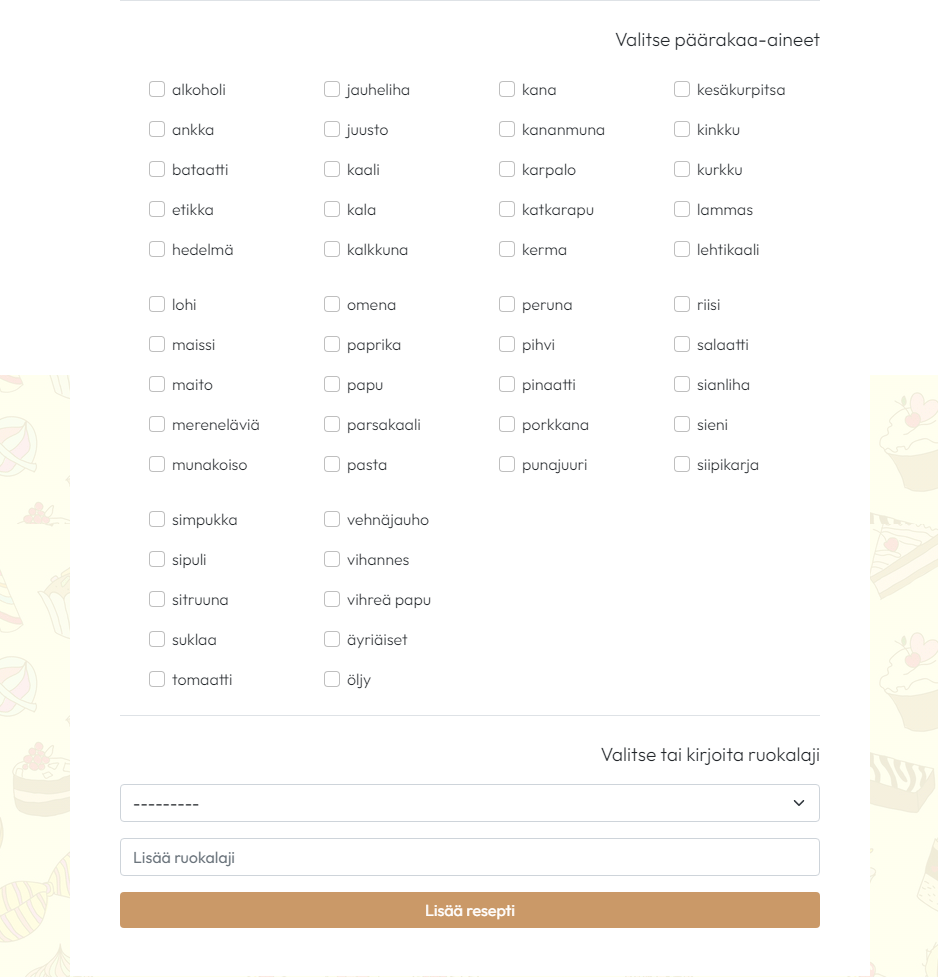 Valitse päärakaa-aineet
alkoholi
ankka
bataatti
etikka
hedelmä
jauheliha
juusto
kaali
kala
kalkkuna
kana
kananmuna
karpalo
katkarapu
kerma
kesäkurpitsa
kinkku
kurkku
lammas
lehtikaali
lohi
maissi
maito
mereneläviä
munakoiso
omena
paprika
papu
parsakaali
pasta
peruna
pihvi
pinaatti
porkkana
punajuuri
riisi
salaatti
sianliha
sieni
siipikarja
simpukka
sipuli
sitruuna
suklaa
tomaatti
vehnäjauho
vihannes
vihreä papu
äyriäiset
öljy
Valitse tai kirjoita ruokalaji
---------
Lisää ruokalaji
Lisää resepti